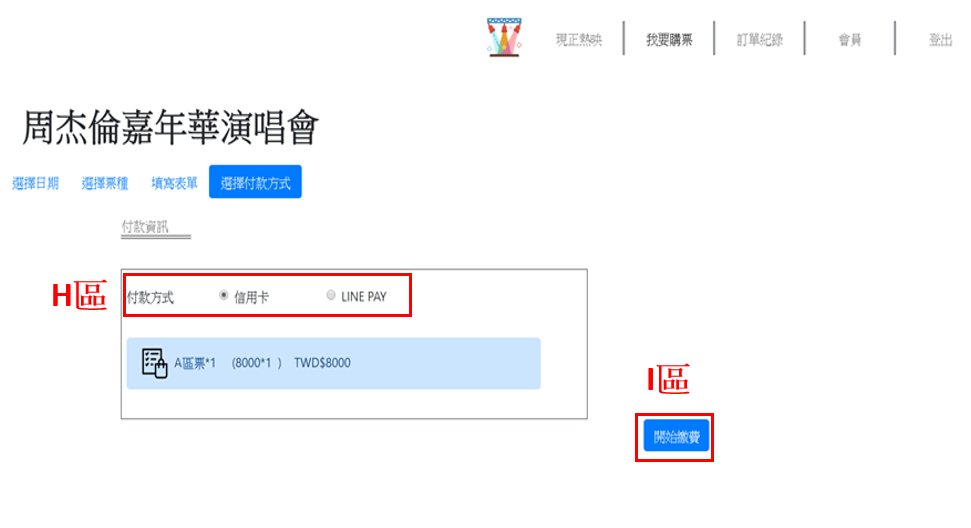 現正熱映 我要購票 訂單紀錄 會員 登出
周杰倫嘉年華演唱會
選擇日期 選擇票種 填寫表單 選擇付款方式
付款資訊
H區 付款方式 信用卡 LINE PAY
A區票*1 (8000*1 ) TWD$8000
I區
開始繳費